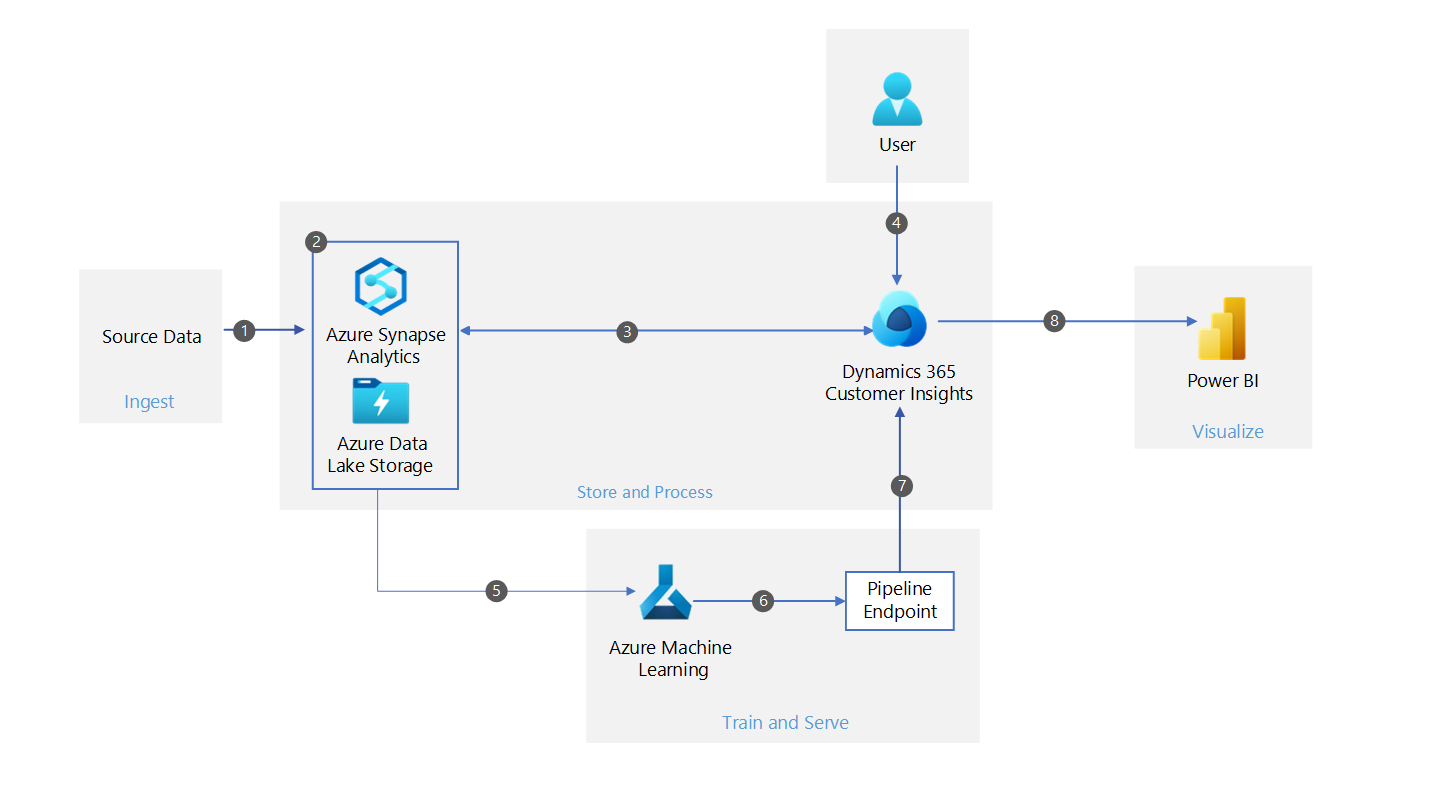 User
4
2
Azure Synapse
Analytics
Azure Data
Lake Storage
Source Data
Ingest
1
3
Dynamics 365
Customer Insights
8
Power BI
Visualize
Store and Process
7
5
Azure Machine
Learning
6
Pipeline
Endpoint
Train and Serve